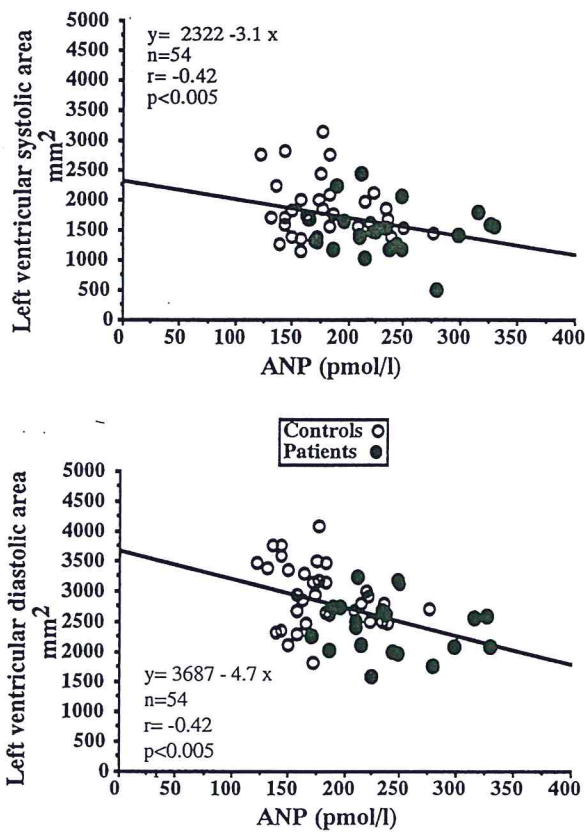 5000
4500
4000
3500
3000
2500
2000
1500
1000
500
0
Left ventricular systolic area
mm2
y= 2322 -3.1 x
n=54
r= -0.42
p<0.005
0 50 100 150 200 250 300 350 400
ANP (pmol/l)
Controls
Patients
5000
4500
4000
3500
3000
2500
2000
1500
1000
500
0
Left ventricular diastolic area
mm2
y= 3687 - 4.7 x
n=54
r= -0.42
p<0.005
0 50 100 150 200 250 300 350 400
ANP (pmol/l)